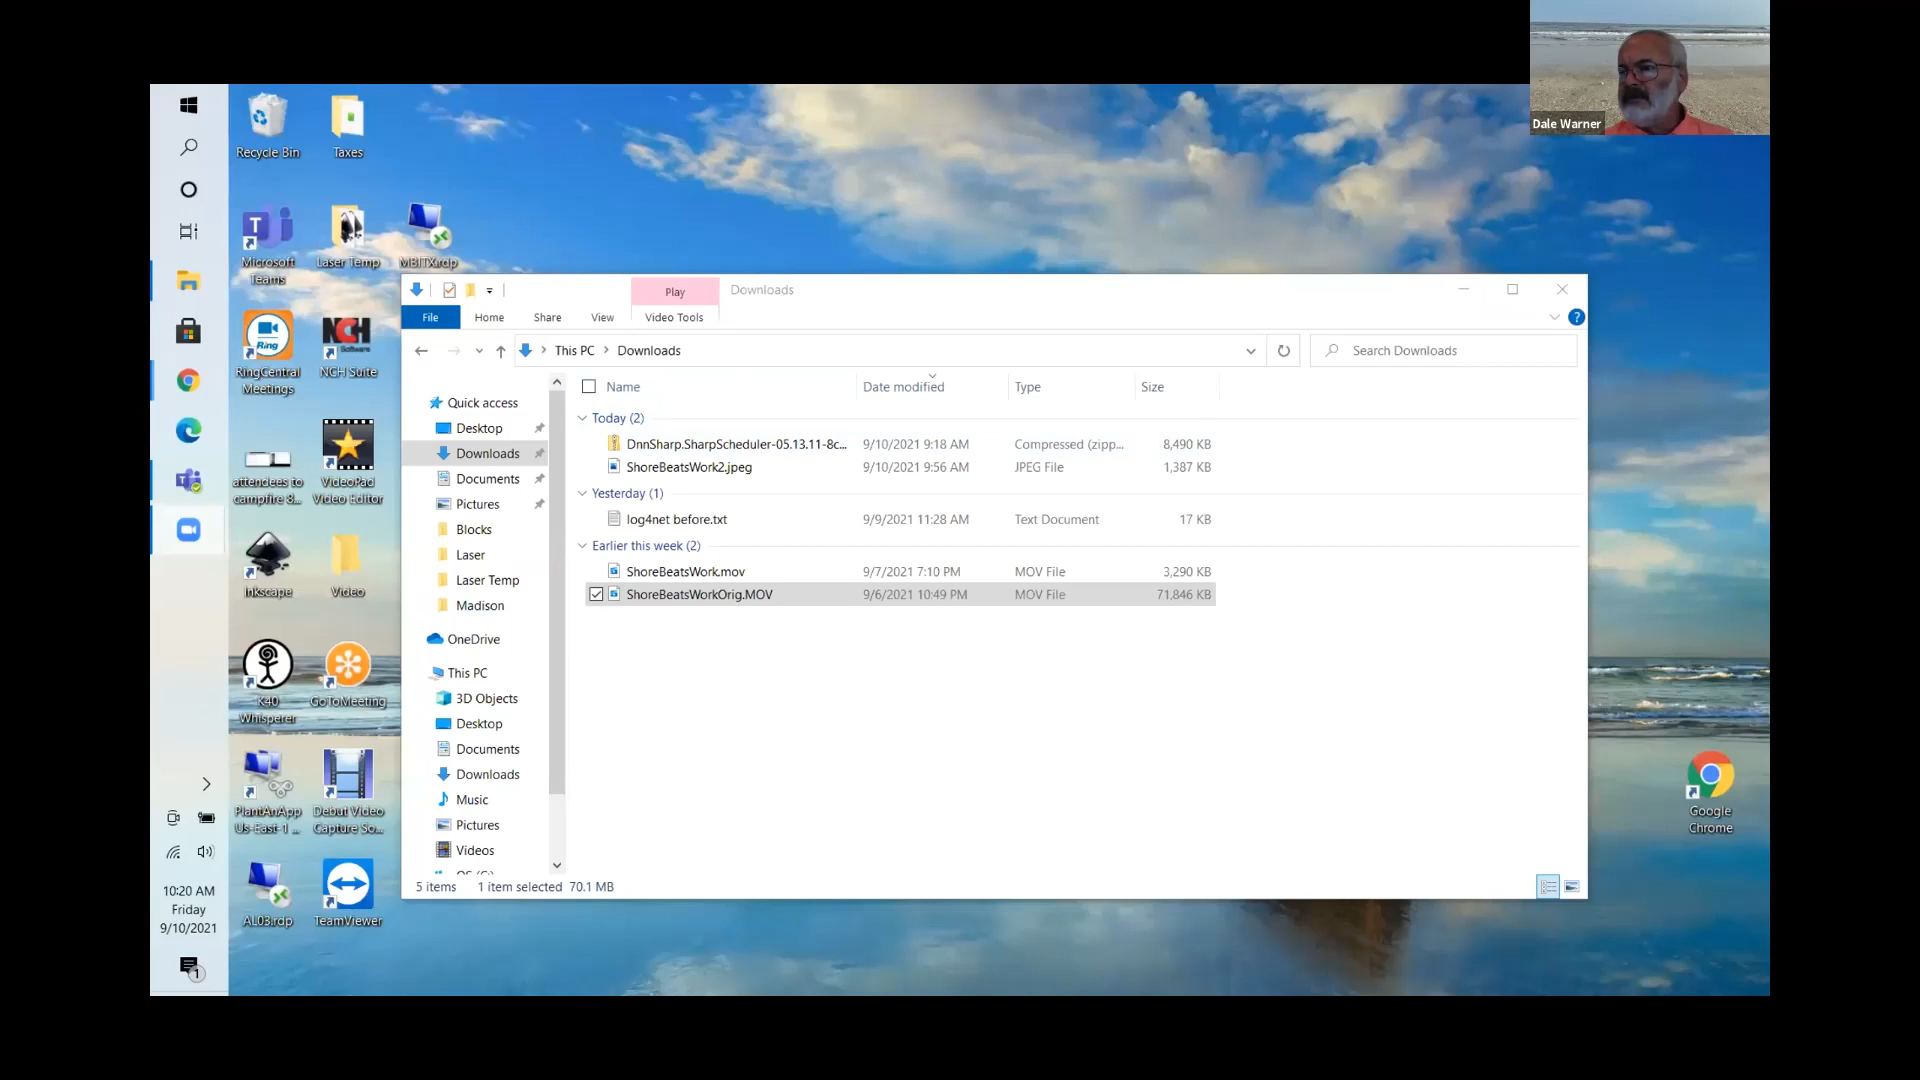 Dale Warner
Recycle Bin
Taxes
Microsoft
Teams
Laser Temp
MBITX.rdp
Ring
RingCentral
Meetings
NCH
Software
NCH Suite
attendees to
campfire 8...
VideoPad
Video Editor
Inkscape
Video
K40
Whisperer
GoToMeeting
PlantAnApp
Us-East-1 ...
Debut Video
Capture So...
AL03.rdp
TeamViewer
10:20 AM
Friday
9/10/2021
1
Play
Downloads
File
Home
Share
View
Video Tools
This PC
Downloads
Search Downloads
Quick access
Desktop
Downloads
Documents
Pictures
Blocks
Laser
Laser Temp
Madison
OneDrive
This PC
3D Objects
Desktop
Documents
Downloads
Music
Pictures
Videos
Name Date modified Type Size
Today (2)
DnnSharp.SharpScheduler-05.13.11-8c... 9/10/2021 9:18 AM Compressed (zipp... 8,490 KB
ShoreBeatsWork2.jpeg 9/10/2021 9:56 AM JPEG File 1,387 KB
Yesterday (1)
log4net before.txt 9/9/2021 11:28 AM Text Document 17 KB
Earlier this week (2)
ShoreBeatsWork.mov 9/7/2021 7:10 PM MOV File 3,290 KB
ShoreBeatsWorkOrig.MOV 9/6/2021 10:49 PM MOV File 71,846 KB
5 items 1 item selected 70.1 MB
Google
Chrome